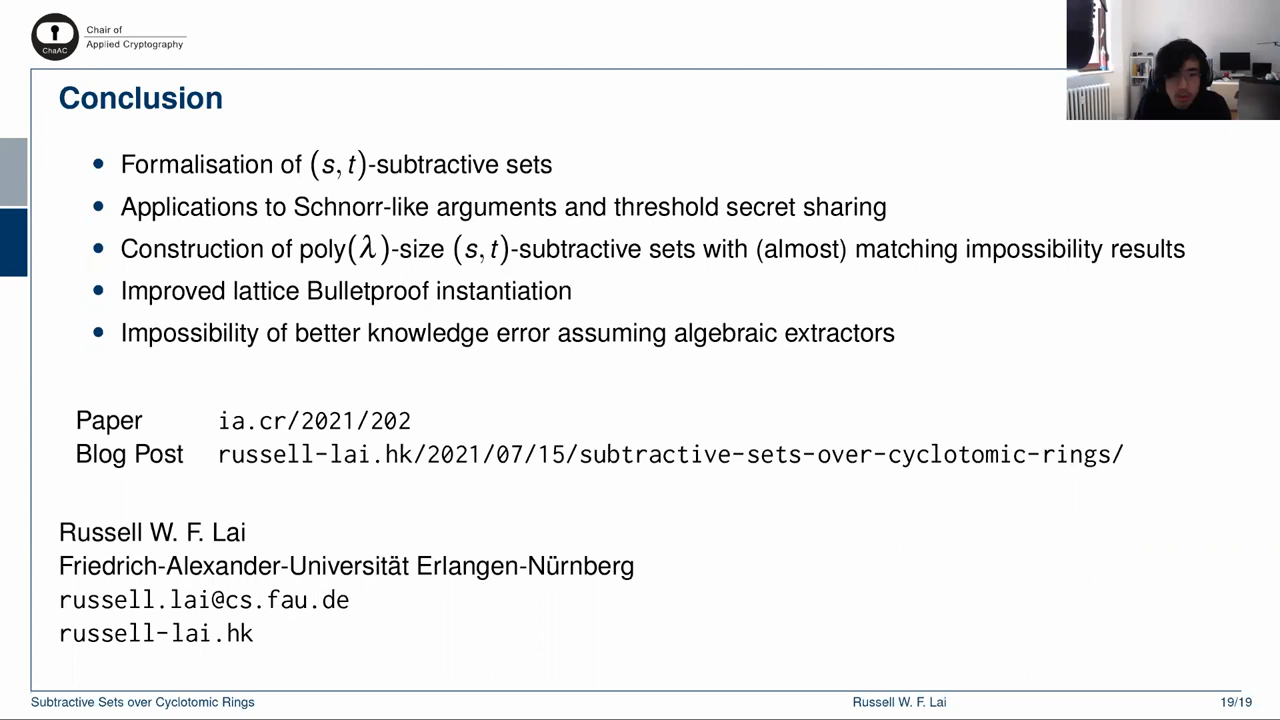 Chair of
Applied Cryptography
ChaAC
Conclusion
• Formalisation of (s, t)-subtractive sets
• Applications to Schnorr-like arguments and threshold secret sharing
• Construction of poly(λ)-size (s, t)-subtractive sets with (almost) matching impossibility results
• Improved lattice Bulletproof instantiation
• Impossibility of better knowledge error assuming algebraic extractors
Paper ia.cr/2021/202
Blog Post russell-lai.hk/2021/07/15/subtractive-sets-over-cyclotomic-rings/
Russell W. F. Lai
Friedrich-Alexander-Universität Erlangen-Nürnberg
russell.lai@cs.fau.de
russell-lai.hk
Subtractive Sets over Cyclotomic Rings Russell W. F. Lai 19/19